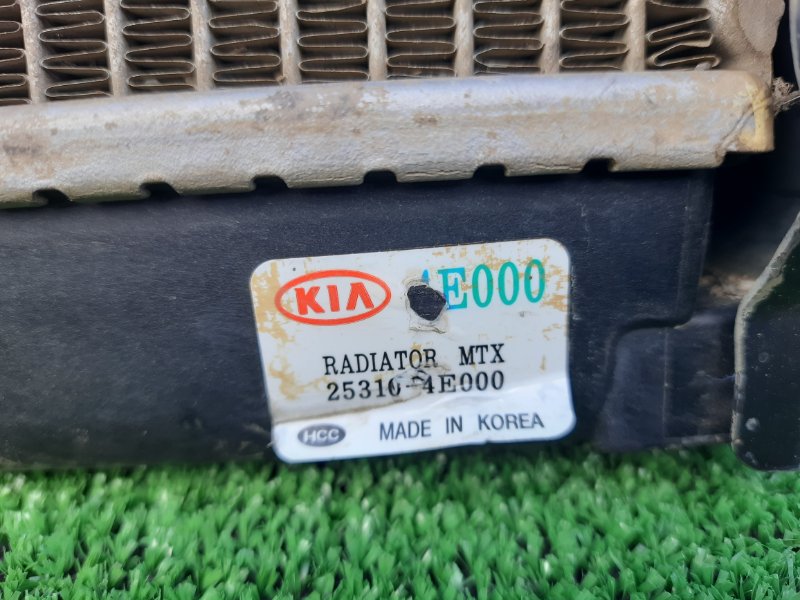 KIA 4E000
RADIATOR MTX
25310-4E000
HCC MADE IN KOREA